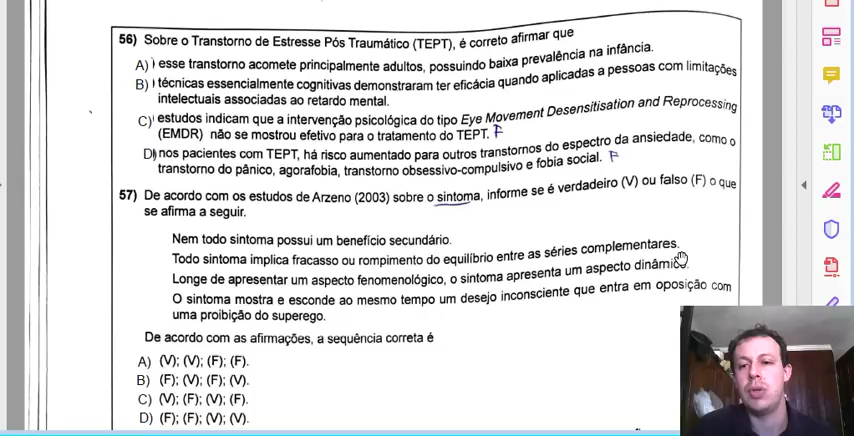 56) Sobre o Transtorno de Estresse Pós Traumático (TEPT), é correto afirmar que
A) esse transtorno acomete principalmente adultos, possuindo baixa prevalência na infância.
B) técnicas essencialmente cognitivas demonstraram ter eficácia quando aplicadas a pessoas com limitações
intelectuais associadas ao retardo mental.
C) estudos indicam que a intervenção psicológica do tipo Eye Movement Desensitisation and Reprocessing
(EMDR) não se mostrou efetivo para o tratamento do TEPT. F
D) nos pacientes com TEPT, há risco aumentado para outros transtornos do espectro da ansiedade, como o
transtorno do pânico, agorafobia, transtorno obsessivo-compulsivo e fobia social. F
57) De acordo com os estudos de Arzeno (2003) sobre o sintoma, informe se é verdadeiro (V) ou falso (F) o que
se afirma a seguir.
Nem todo sintoma possui um benefício secundário.
Todo sintoma implica fracasso ou rompimento do equilíbrio entre as séries complementares.
Longe de apresentar um aspecto fenomenológico, o sintoma apresenta um aspecto dinâmico.
O sintoma mostra e esconde ao mesmo tempo um desejo inconsciente que entra em oposição com
uma proibição do superego.
De acordo com as afirmações, a sequência correta é
A) (V); (V); (F); (F).
B) (F); (V); (F); (V).
C) (V); (F); (V); (F).
D) (F); (F); (V); (V).